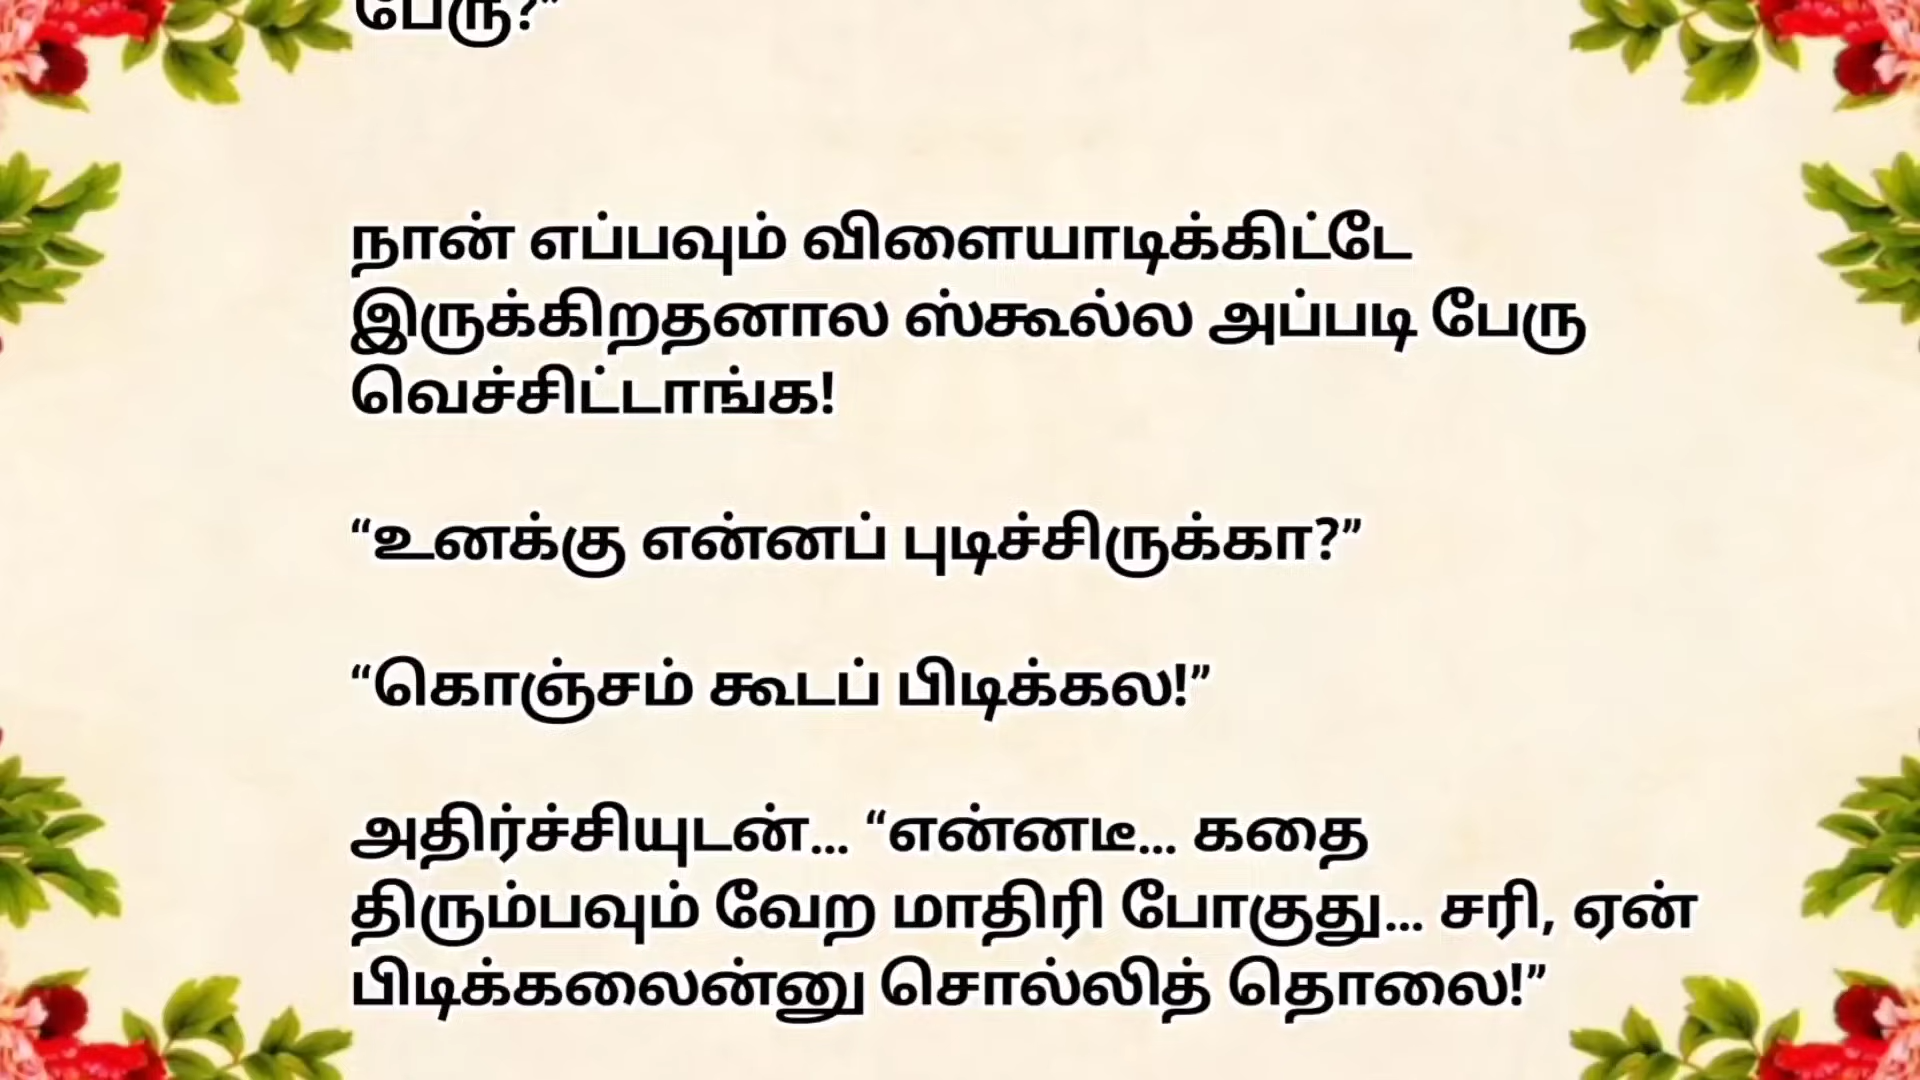 பேரு?”
நான் எப்பவும் விளையாடிக்கிட்டே
இருக்கிறதனால ஸ்கூல்ல அப்படி பேரு
வெச்சிட்டாங்க!
“உனக்கு என்னப் புடிச்சிருக்கா?”
“கொஞ்சம் கூடப் பிடிக்கல!”
அதிர்ச்சியுடன்... “என்னடீ... கதை
திரும்பவும் வேற மாதிரி போகுது... சரி, ஏன்
பிடிக்கலைன்னு சொல்லித் தொலை!”